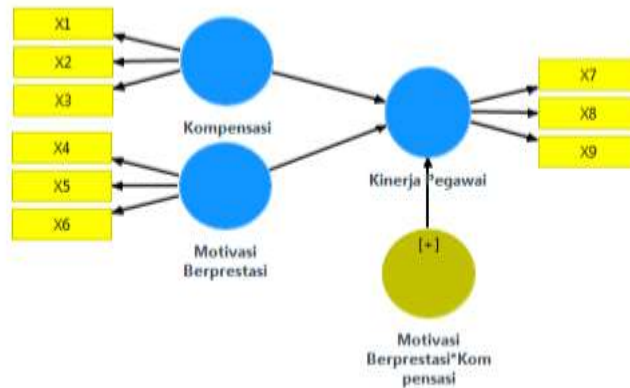 X1
X2
X3
Kompensasi
X4
X5
X6
Motivasi
Berprestasi
X7
X8
X9
Kinerja Pegawai
[+]
Motivasi
Berprestasi*Kom
pensasi